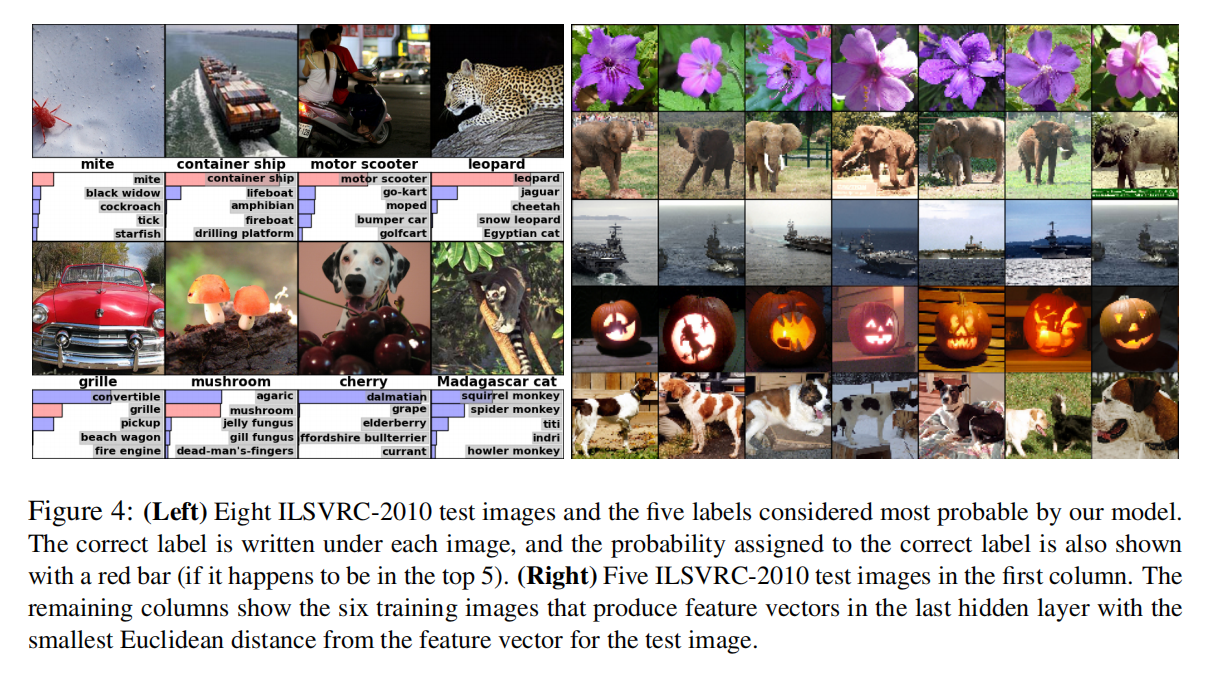 mite
container ship
motor scooter
leopard
mite
black widow
cockroach
tick
starfish
container ship
lifeboat
amphibian
fireboat
drilling platform
motor scooter
go-kart
moped
bumper car
golfcart
leopard
jaguar
cheetah
snow leopard
Egyptian cat
grille
mushroom
cherry
Madagascar cat
convertible
grille
pickup
beach wagon
fire engine
agaric
mushroom
jelly fungus
gill fungus
dead-man's-fingers
dalmatian
grape
elderberry
ffordshire bullterrier
currant
squirrel monkey
spider monkey
titi
indri
howler monkey
Figure 4: (Left) Eight ILSVRC-2010 test images and the five labels considered most probable by our model.
The correct label is written under each image, and the probability assigned to the correct label is also shown
with a red bar (if it happens to be in the top 5). (Right) Five ILSVRC-2010 test images in the first column. The
remaining columns show the six training images that produce feature vectors in the last hidden layer with the
smallest Euclidean distance from the feature vector for the test image.